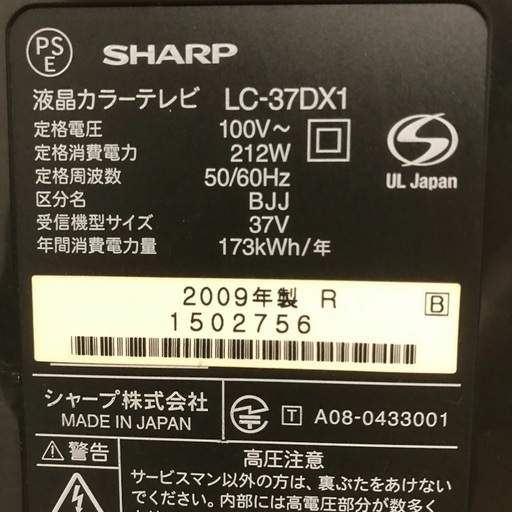 PS
E
SHARP
液晶カラーテレビ LC-37DX1
定格電圧 100V～
定格消費電力 212W
定格周波数 50/60Hz
区分名 BJJ
受信機型サイズ 37V
年間消費電力量 173kWh/年
UL Japan
2009年製 R B
1502756
シャープ株式会社
MADE IN JAPAN
T A08-0433001
⚠警告 高圧注意
サービスマン以外の方は、裏ぶたをあけない
でください。内部には高電圧部分が数多く